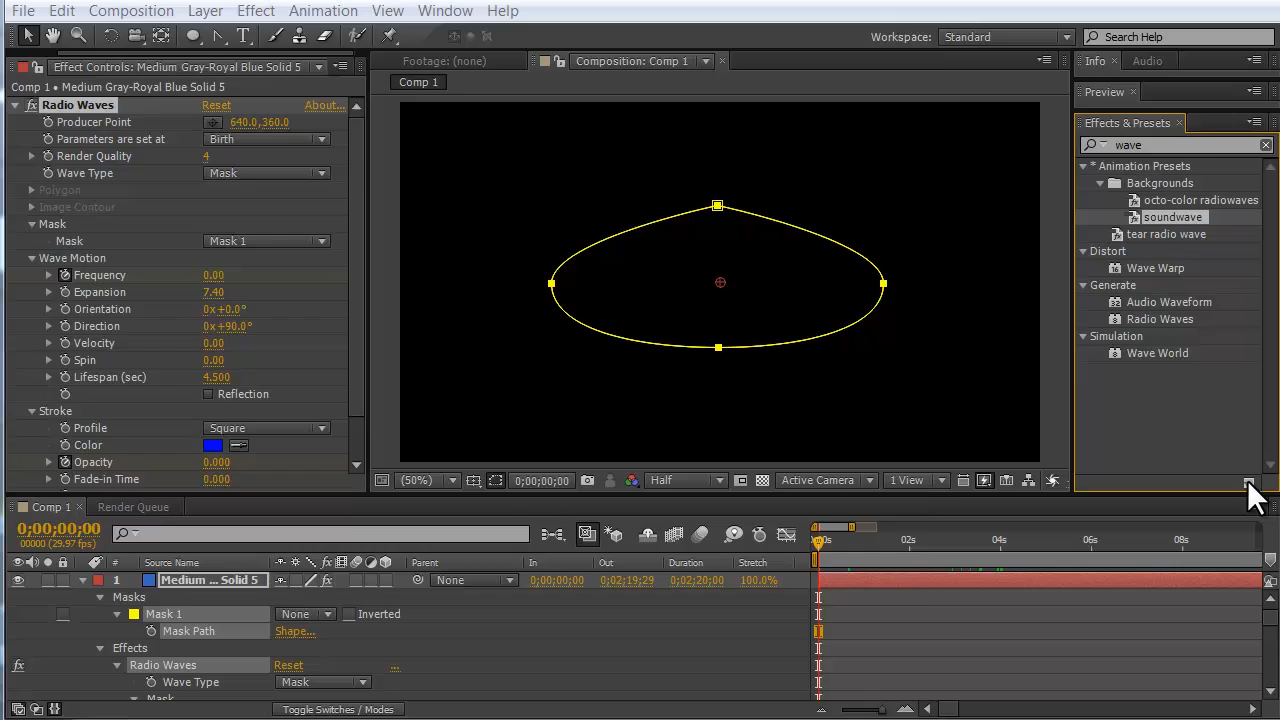 File Edit Composition Layer Effect Animation View Window Help
Workspace: Standard Search Help
Effect Controls: Medium Gray-Royal Blue Solid 5
Comp 1 • Medium Gray-Royal Blue Solid 5
fx Radio Waves Reset About...
Producer Point 640.0,360.0
Parameters are set at Birth
Render Quality 4
Wave Type Mask
Polygon
Image Contour
Mask
Mask Mask 1
Wave Motion
Frequency 0.00
Expansion 7.40
Orientation 0x+0.0°
Direction 0x+90.0°
Velocity 0.00
Spin 0.00
Lifespan (sec) 4.500
Reflection
Stroke
Profile Square
Color
Opacity 0.000
Fade-in Time 0.000
Footage: (none) Composition: Comp 1
Comp 1
(50%) 0;00;00;00 Half Active Camera 1 View
Info Audio
Preview
Effects & Presets
wave
* Animation Presets
Backgrounds
octo-color radiowaves
soundwave
tear radio wave
Distort
Wave Warp
Generate
Audio Waveform
Radio Waves
Simulation
Wave World
Comp 1 Render Queue
0;00;00;00
00000 (29.97 fps)
02s 04s 06s 08s
# Source Name Parent In Out Duration Stretch
1 Medium ... Solid 5 None 0;00;00;00 0;02;19;29 0;02;20;00 100.0%
Masks
Mask 1 None Inverted
Mask Path Shape...
Effects
fx Radio Waves Reset ...
Wave Type Mask
Mask
Toggle Switches / Modes